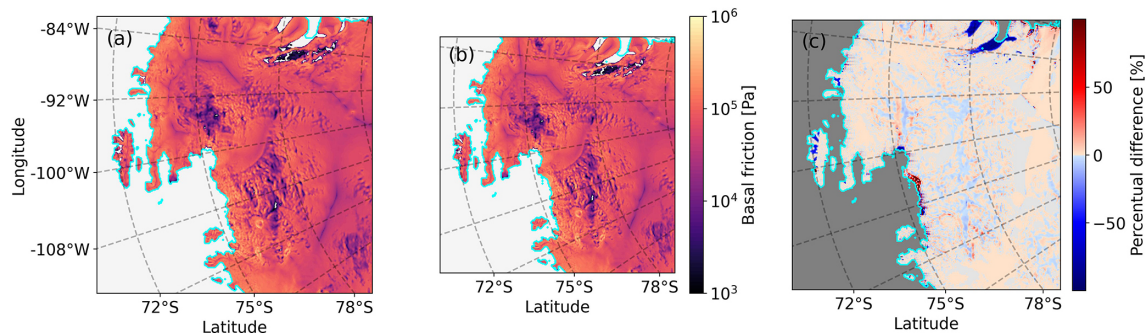 (a)
-84°W
-92°W
-100°W
-108°W
Longitude
72°S 75°S 78°S
Latitude
(b)
72°S 75°S 78°S
Latitude
10⁶
10⁵
10⁴
10³
Basal friction [Pa]
(c)
72°S 75°S 78°S
Latitude
50
0
−50
Percentual difference [%]